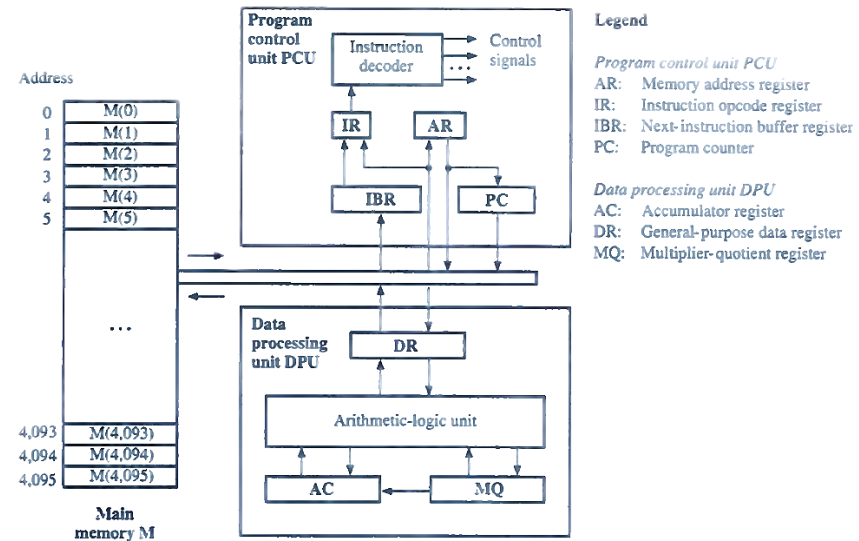 Program
control
unit PCU
Instruction
decoder
Control
signals
...
IR
AR
IBR
PC
Address
0
M(0)
1
M(1)
2
M(2)
3
M(3)
4
M(4)
5
M(5)
...
4,093
M(4,093)
4,094
M(4,094)
4,095
M(4,095)
Main
memory M
Data
processing
unit DPU
DR
Arithmetic-logic unit
AC
MQ
Legend
Program control unit PCU
AR: Memory address register
IR: Instruction opcode register
IBR: Next-instruction buffer register
PC: Program counter
Data processing unit DPU
AC: Accumulator register
DR: General-purpose data register
MQ: Multiplier-quotient register